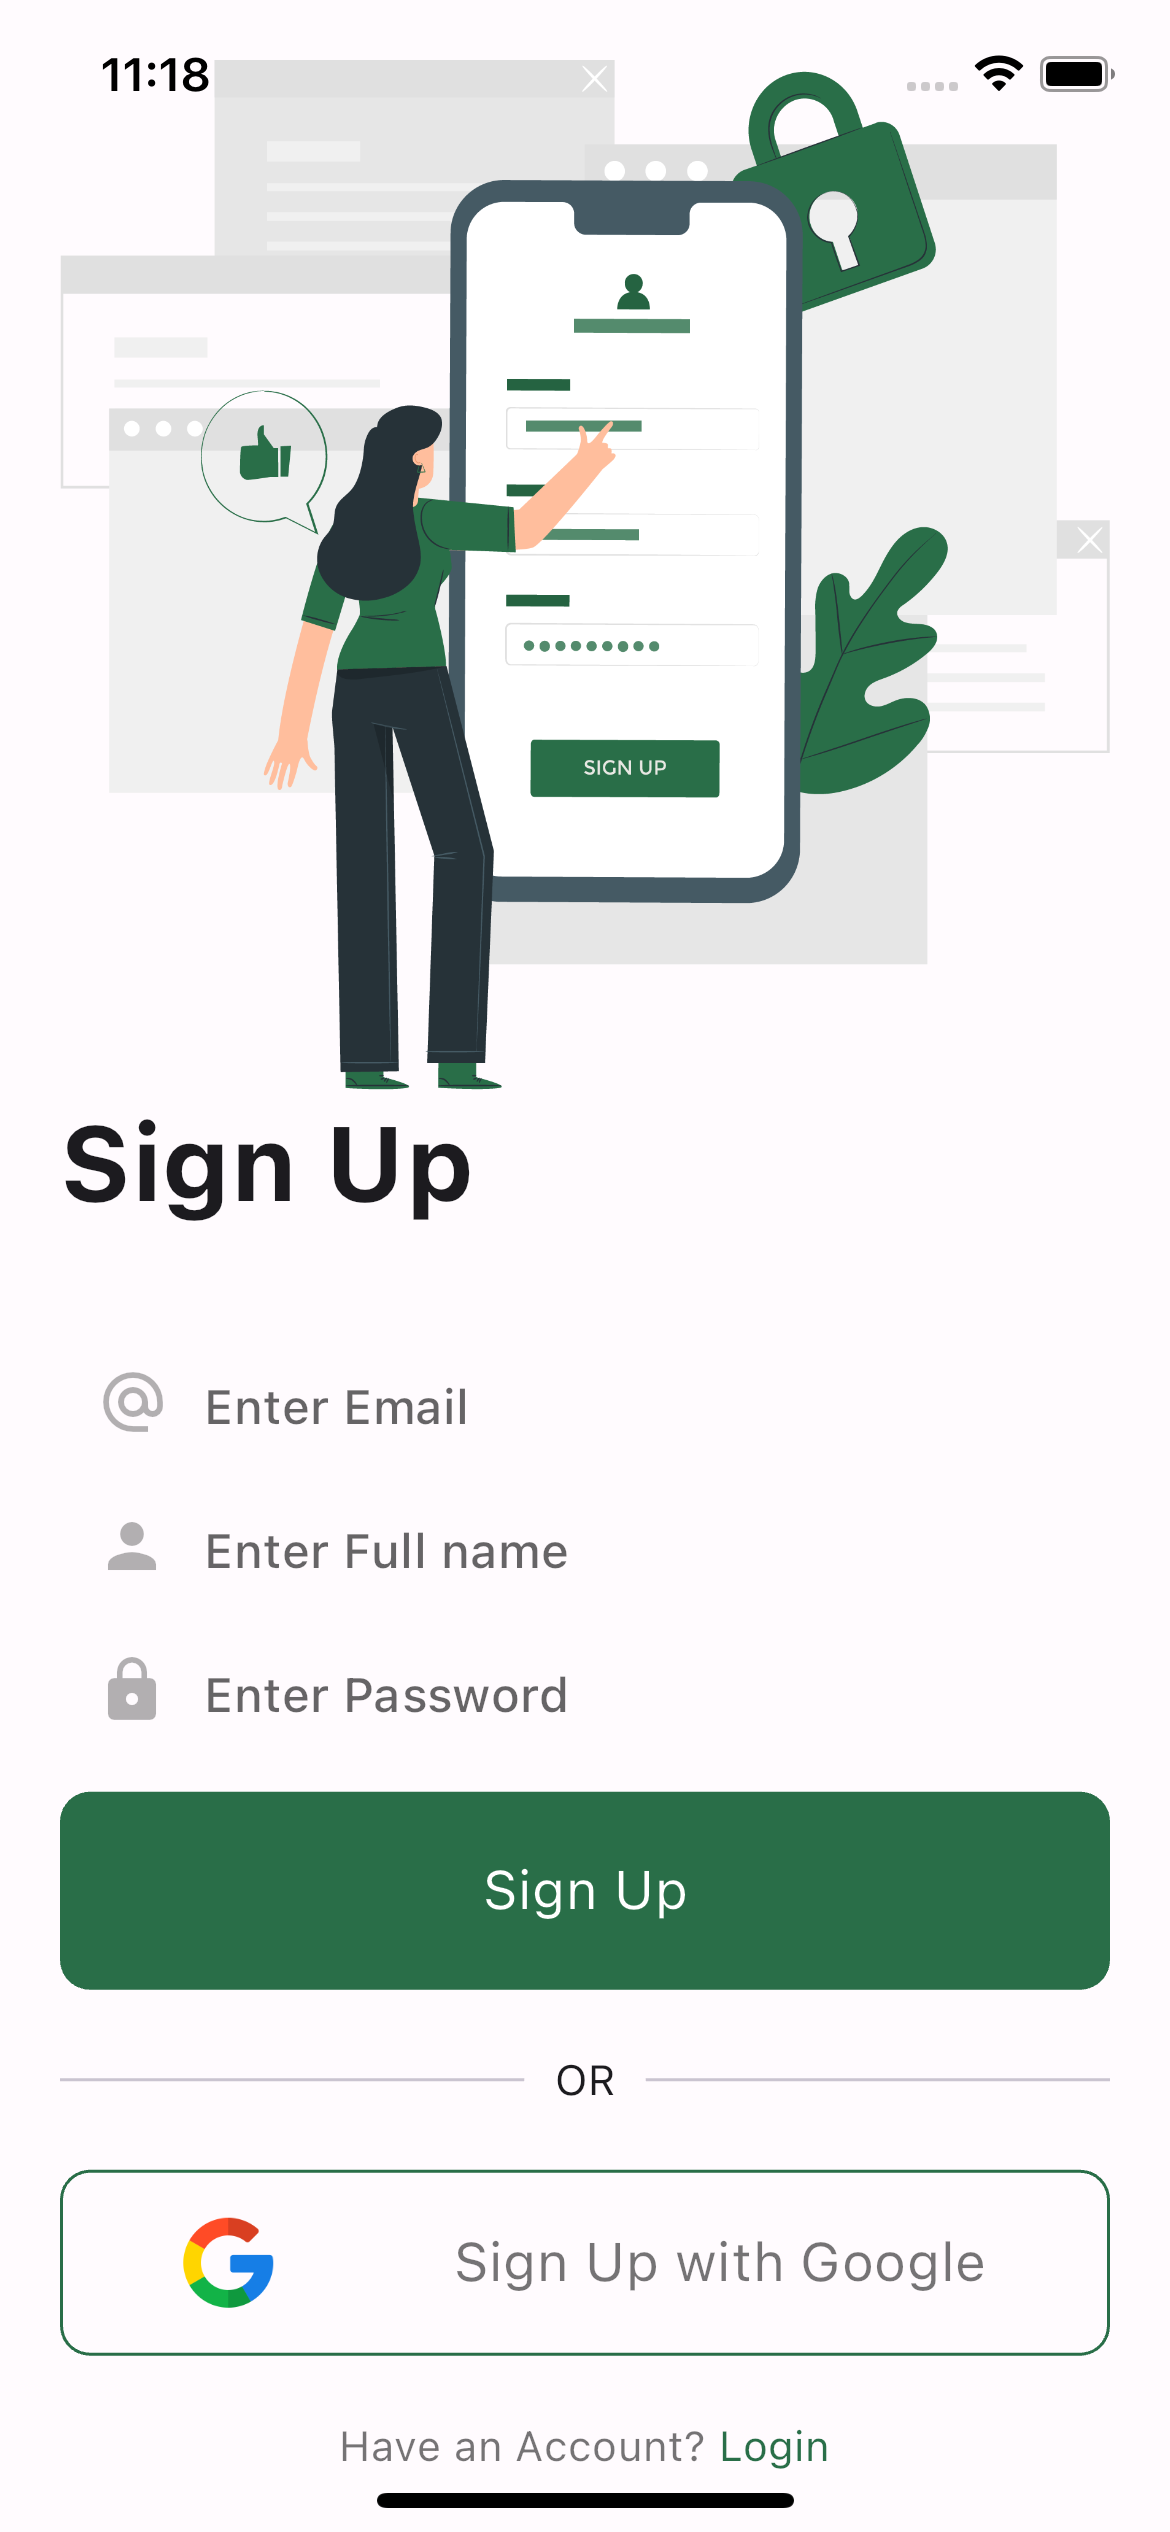 11:18
SIGN UP
Sign Up
Enter Email
Enter Full name
Enter Password
Sign Up
OR
Sign Up with Google
Have an Account? Login